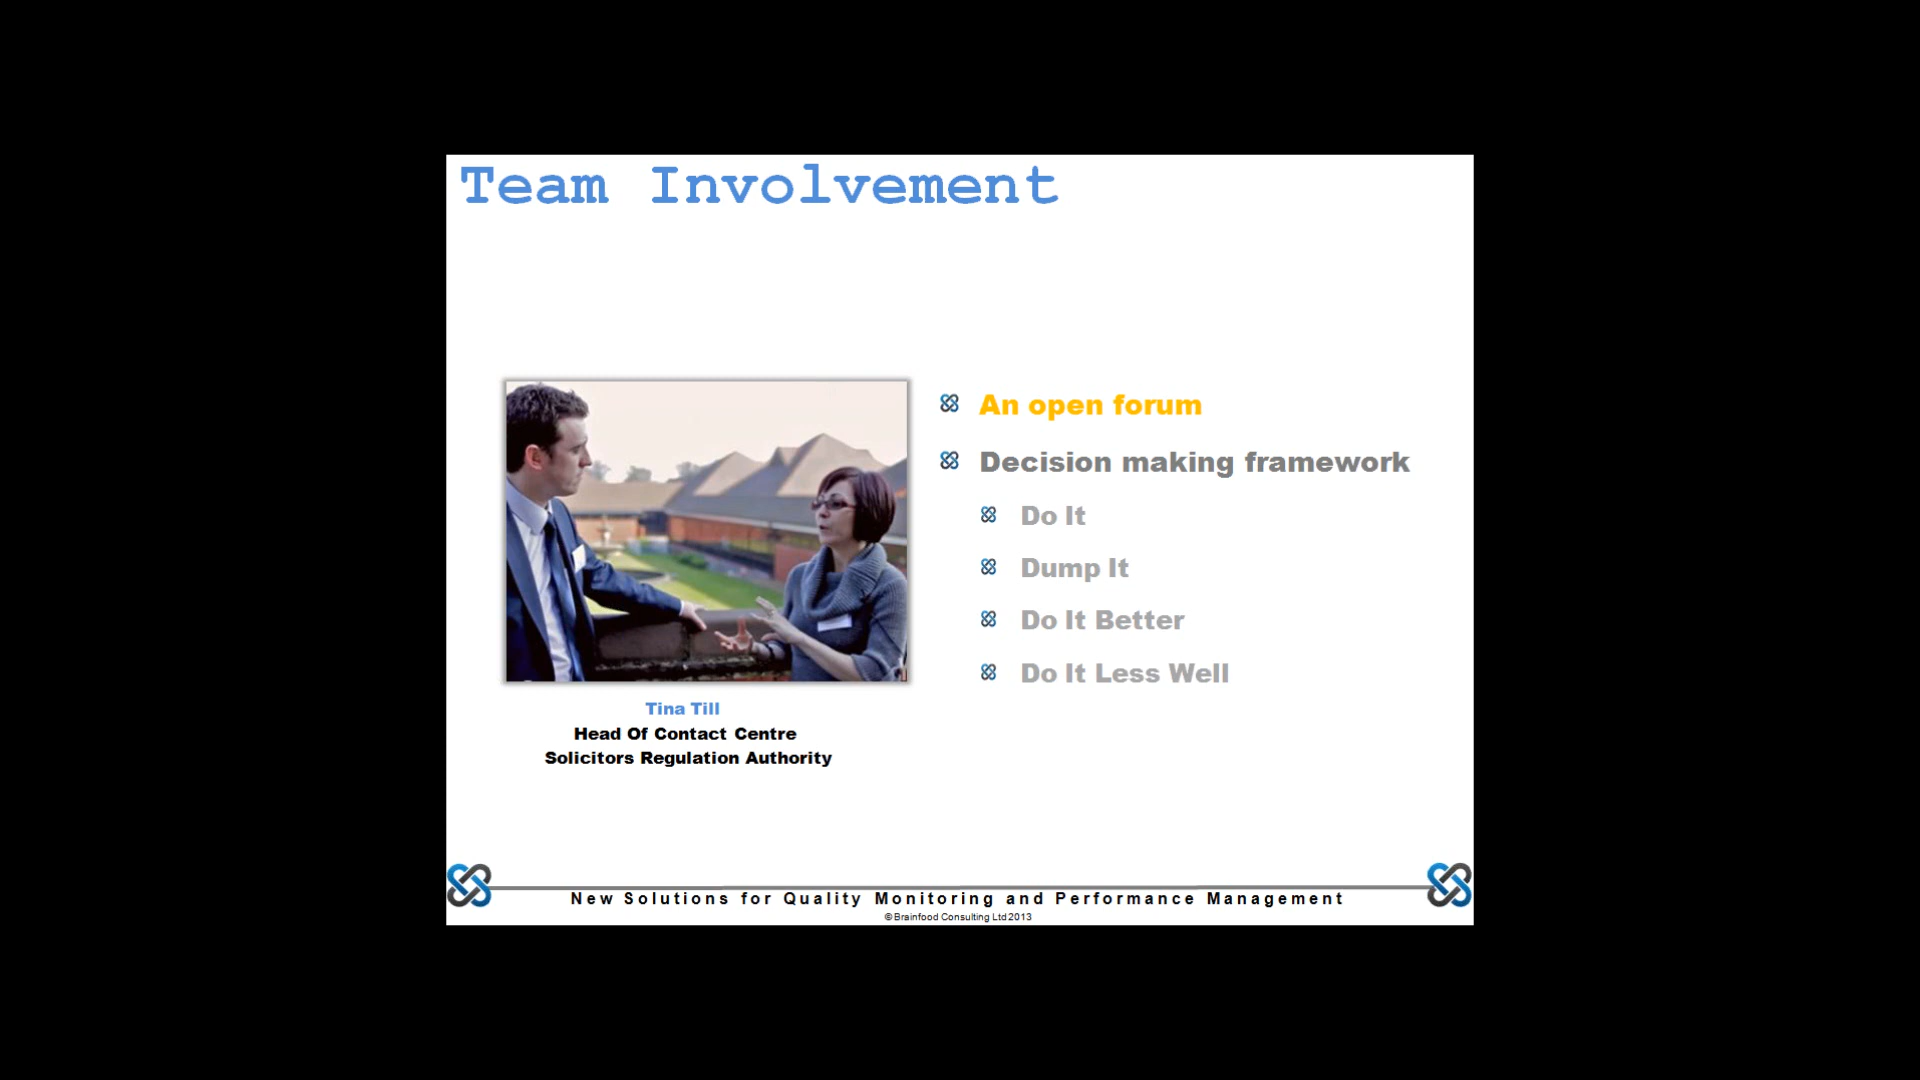 Team Involvement
An open forum
Decision making framework
Do It
Dump It
Do It Better
Do It Less Well
Tina Till
Head Of Contact Centre
Solicitors Regulation Authority
New Solutions for Quality Monitoring and Performance Management
© Brainfood Consulting Ltd 2013